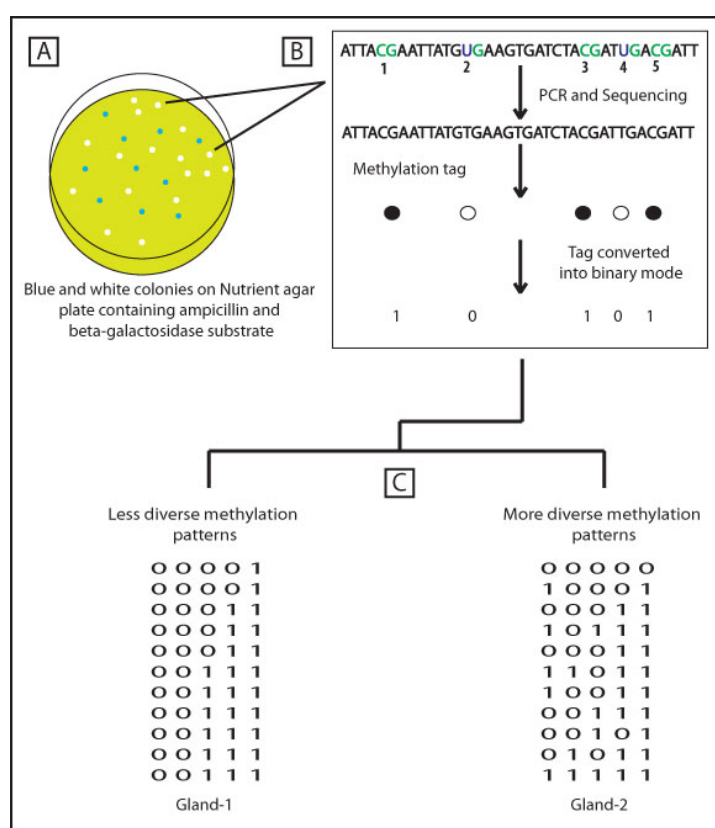 A
B
ATTACGAATTATGUGAAGTGATCTACGATUGACGATT
1 2 3 4 5
PCR and Sequencing
ATTACGAATTATGTGAAGTGATCTACGATTGACGATT
Methylation tag
Tag converted
into binary mode
1 0 1 0 1
Blue and white colonies on Nutrient agar
plate containing ampicillin and
beta-galactosidase substrate
C
Less diverse methylation
patterns
0 0 0 0 1
0 0 0 0 1
0 0 0 1 1
0 0 0 1 1
0 0 0 1 1
0 0 1 1 1
0 0 1 1 1
0 0 1 1 1
0 0 1 1 1
0 0 1 1 1
0 0 1 1 1
Gland-1
More diverse methylation
patterns
0 0 0 0 0
1 0 0 0 1
0 0 0 1 1
1 0 1 1 1
0 0 0 1 1
1 1 0 1 1
1 0 0 1 1
0 0 1 1 1
0 0 1 0 1
0 1 0 1 1
1 1 1 1 1
Gland-2